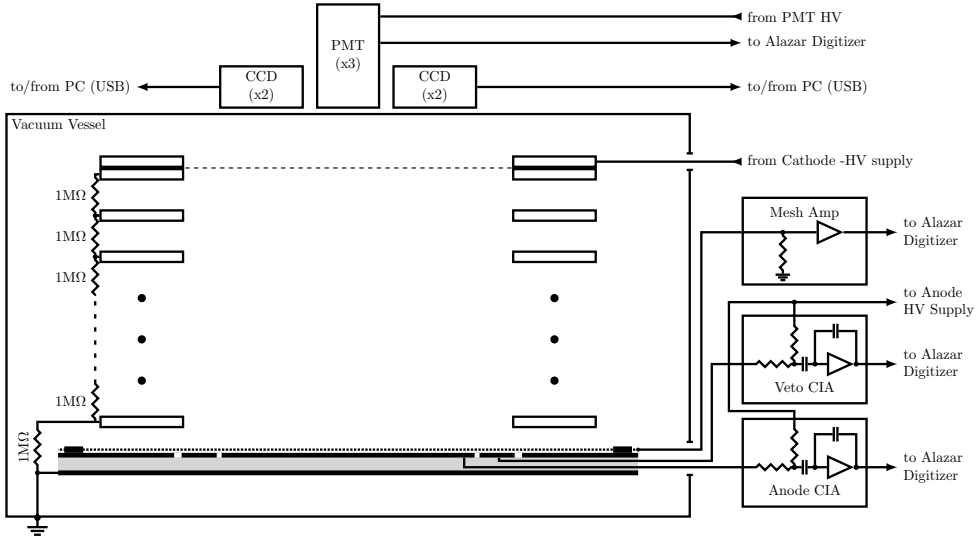 from PMT HV
PMT
(x3)
to Alazar Digitizer
to/from PC (USB)
CCD
(x2)
CCD
(x2)
to/from PC (USB)
Vacuum Vessel
from Cathode -HV supply
1MΩ
1MΩ
1MΩ
1MΩ
1MΩ
Mesh Amp
to Alazar
Digitizer
to Anode
HV Supply
to Alazar
Digitizer
Veto CIA
to Alazar
Digitizer
Anode CIA